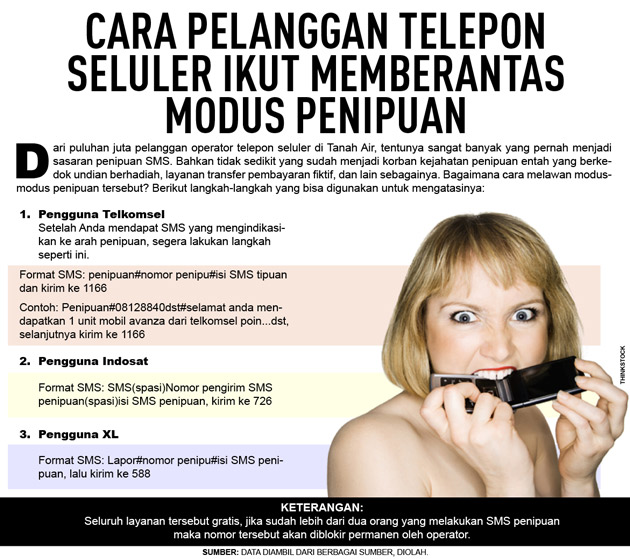 CARA PELANGGAN TELEPON
SELULER IKUT MEMBERANTAS
MODUS PENIPUAN
Dari puluhan juta pelanggan operator telepon seluler di Tanah Air, tentunya sangat banyak yang pernah menjadi
sasaran penipuan SMS. Bahkan tidak sedikit yang sudah menjadi korban kejahatan penipuan entah yang berke-
dok undian berhadiah, layanan transfer pembayaran fiktif, dan lain sebagainya. Bagaimana cara melawan modus-
modus penipuan tersebut? Berikut langkah-langkah yang bisa digunakan untuk mengatasinya:
1. Pengguna Telkomsel
Setelah Anda mendapat SMS yang mengindikasi-
kan ke arah penipuan, segera lakukan langkah
seperti ini.
Format SMS: penipuan#nomor penipu#isi SMS tipuan
dan kirim ke 1166
Contoh: Penipuan#08128840dst#selamat anda men-
dapatkan 1 unit mobil avanza dari telkomsel poin...dst,
selanjutnya kirim ke 1166
2. Pengguna Indosat
Format SMS: SMS(spasi)Nomor pengirim SMS
penipuan(spasi)isi SMS penipuan, kirim ke 726
3. Pengguna XL
Format SMS: Lapor#nomor penipu#isi SMS peni-
puan, lalu kirim ke 588
THINKSTOCK
KETERANGAN:
Seluruh layanan tersebut gratis, jika sudah lebih dari dua orang yang melakukan SMS penipuan
maka nomor tersebut akan diblokir permanen oleh operator.
SUMBER: DATA DIAMBIL DARI BERBAGAI SUMBER, DIOLAH.